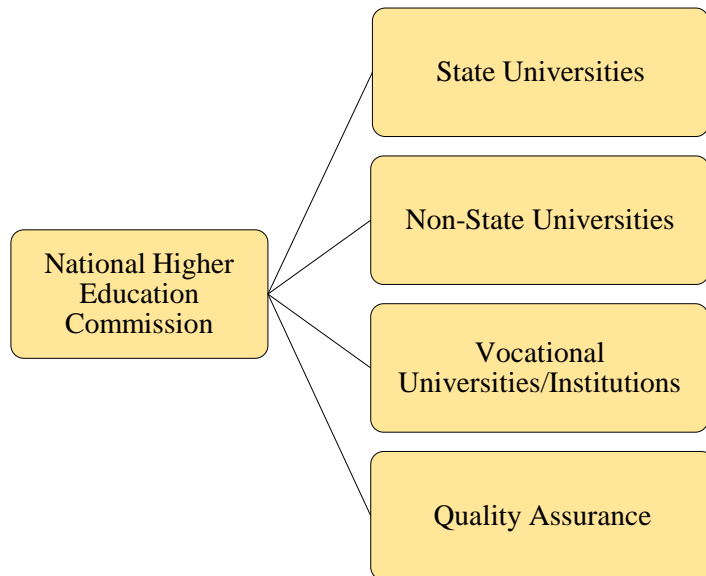 National Higher
Education
Commission
State Universities
Non-State Universities
Vocational
Universities/Institutions
Quality Assurance